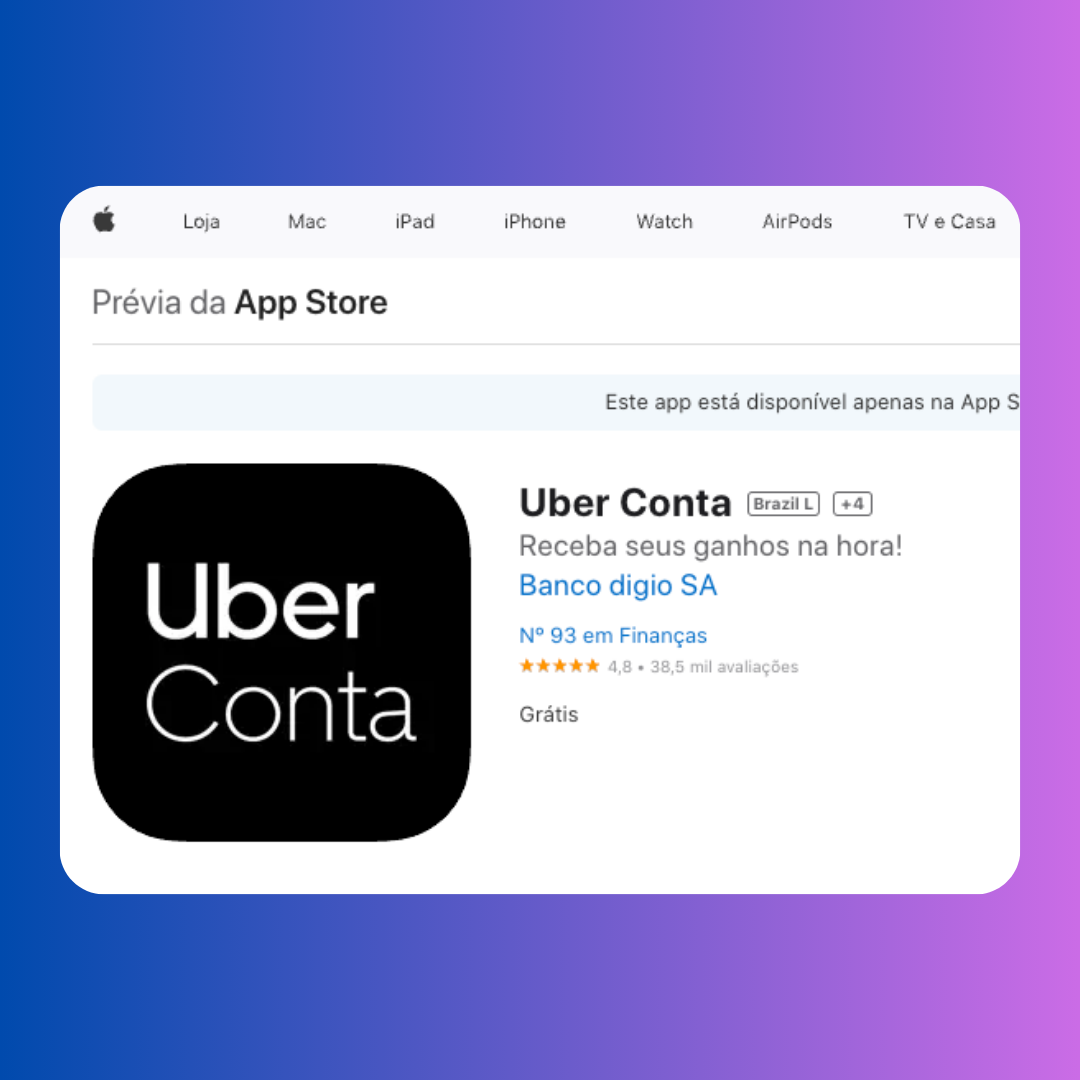 Loja Mac iPad iPhone Watch AirPods TV e Casa
Prévia da App Store
Este app está disponível apenas na App S
Uber
Conta
Uber Conta Brazil L +4
Receba seus ganhos na hora!
Banco digio SA
Nº 93 em Finanças
★★★★★ 4,8 • 38,5 mil avaliações
Grátis